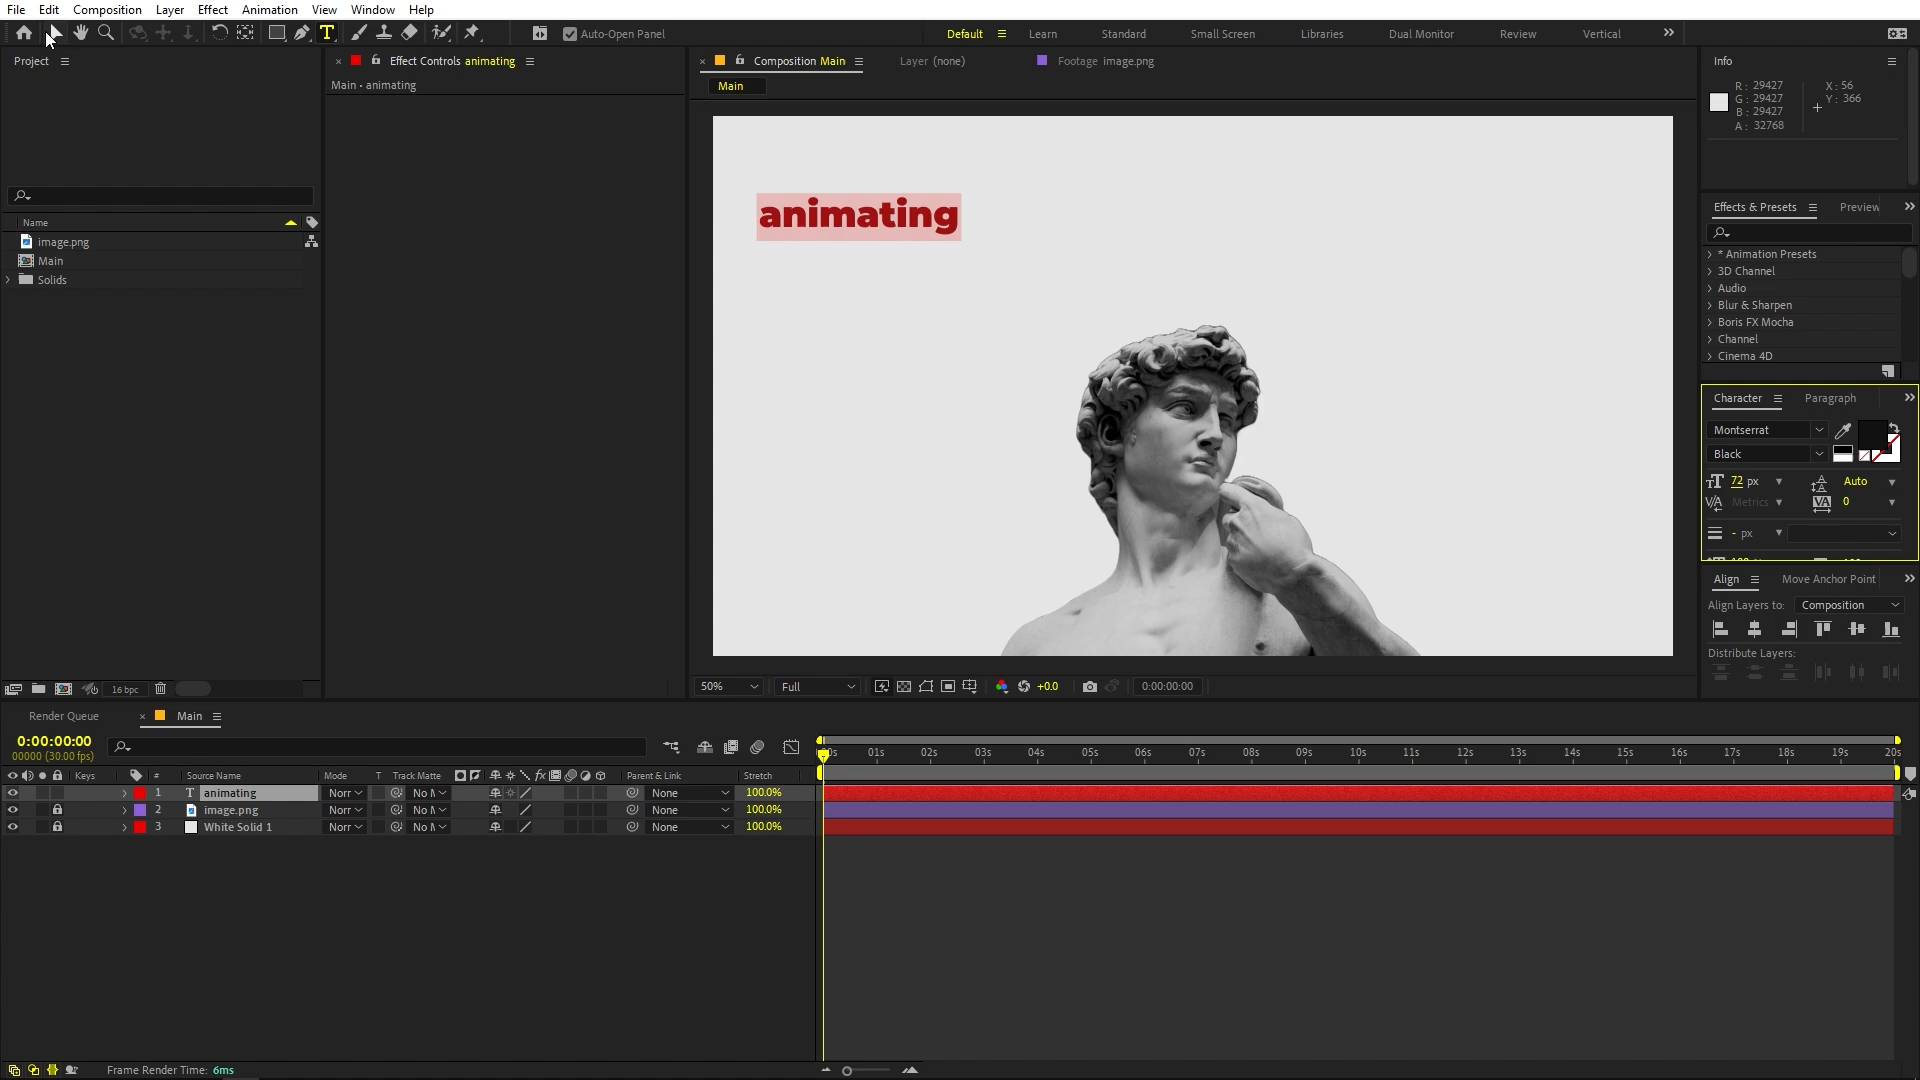 File Edit Composition Layer Effect Animation View Window Help
Auto-Open Panel
Default Learn Standard Small Screen Libraries Dual Monitor Review Vertical
Project
Effect Controls animating
Main • animating
Composition Main
Layer (none)
Footage image.png
Main
Info
R: 29427
G: 29427
B: 29427
A: 32768
X: 56
Y: 366
animating
Name
image.png
Main
Solids
16 bpc
50%
Full
+0.0
0:00:00:00
Effects & Presets Preview
* Animation Presets
3D Channel
Audio
Blur & Sharpen
Boris FX Mocha
Channel
Cinema 4D
Character Paragraph
Montserrat
Black
72 px Auto
Metrics 0
- px
Align Move Anchor Point
Align Layers to: Composition
Distribute Layers:
Render Queue
Main
0:00:00:00
00000 (30.00 fps)
Keys # Source Name Mode T Track Matte Parent & Link Stretch
01s 02s 03s 04s 05s 06s 07s 08s 09s 10s 11s 12s 13s 14s 15s 16s 17s 18s 19s 20s
1 T animating Norr None 100.0%
2 image.png Norr None 100.0%
3 White Solid 1 Norr None 100.0%
Frame Render Time: 6ms